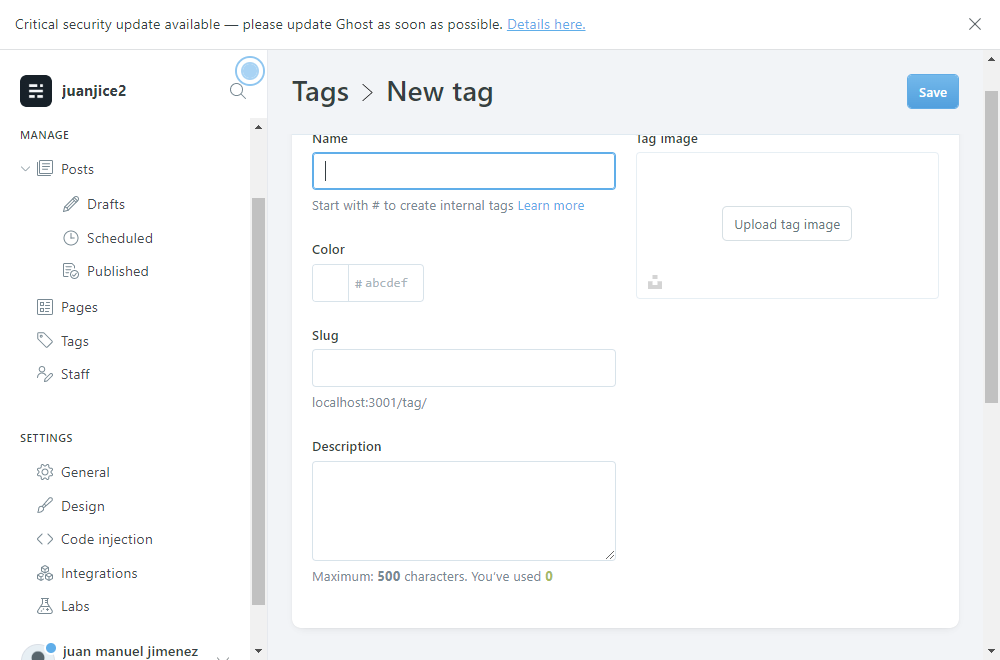 Critical security update available — please update Ghost as soon as possible. Details here.
juanjice2
MANAGE
Posts
Drafts
Scheduled
Published
Pages
Tags
Staff
SETTINGS
General
Design
Code injection
Integrations
Labs
juan manuel jimenez
Tags > New tag
Save
Name
Start with # to create internal tags Learn more
Color
# abcdef
Slug
localhost:3001/tag/
Description
Maximum: 500 characters. You've used 0
Tag image
Upload tag image